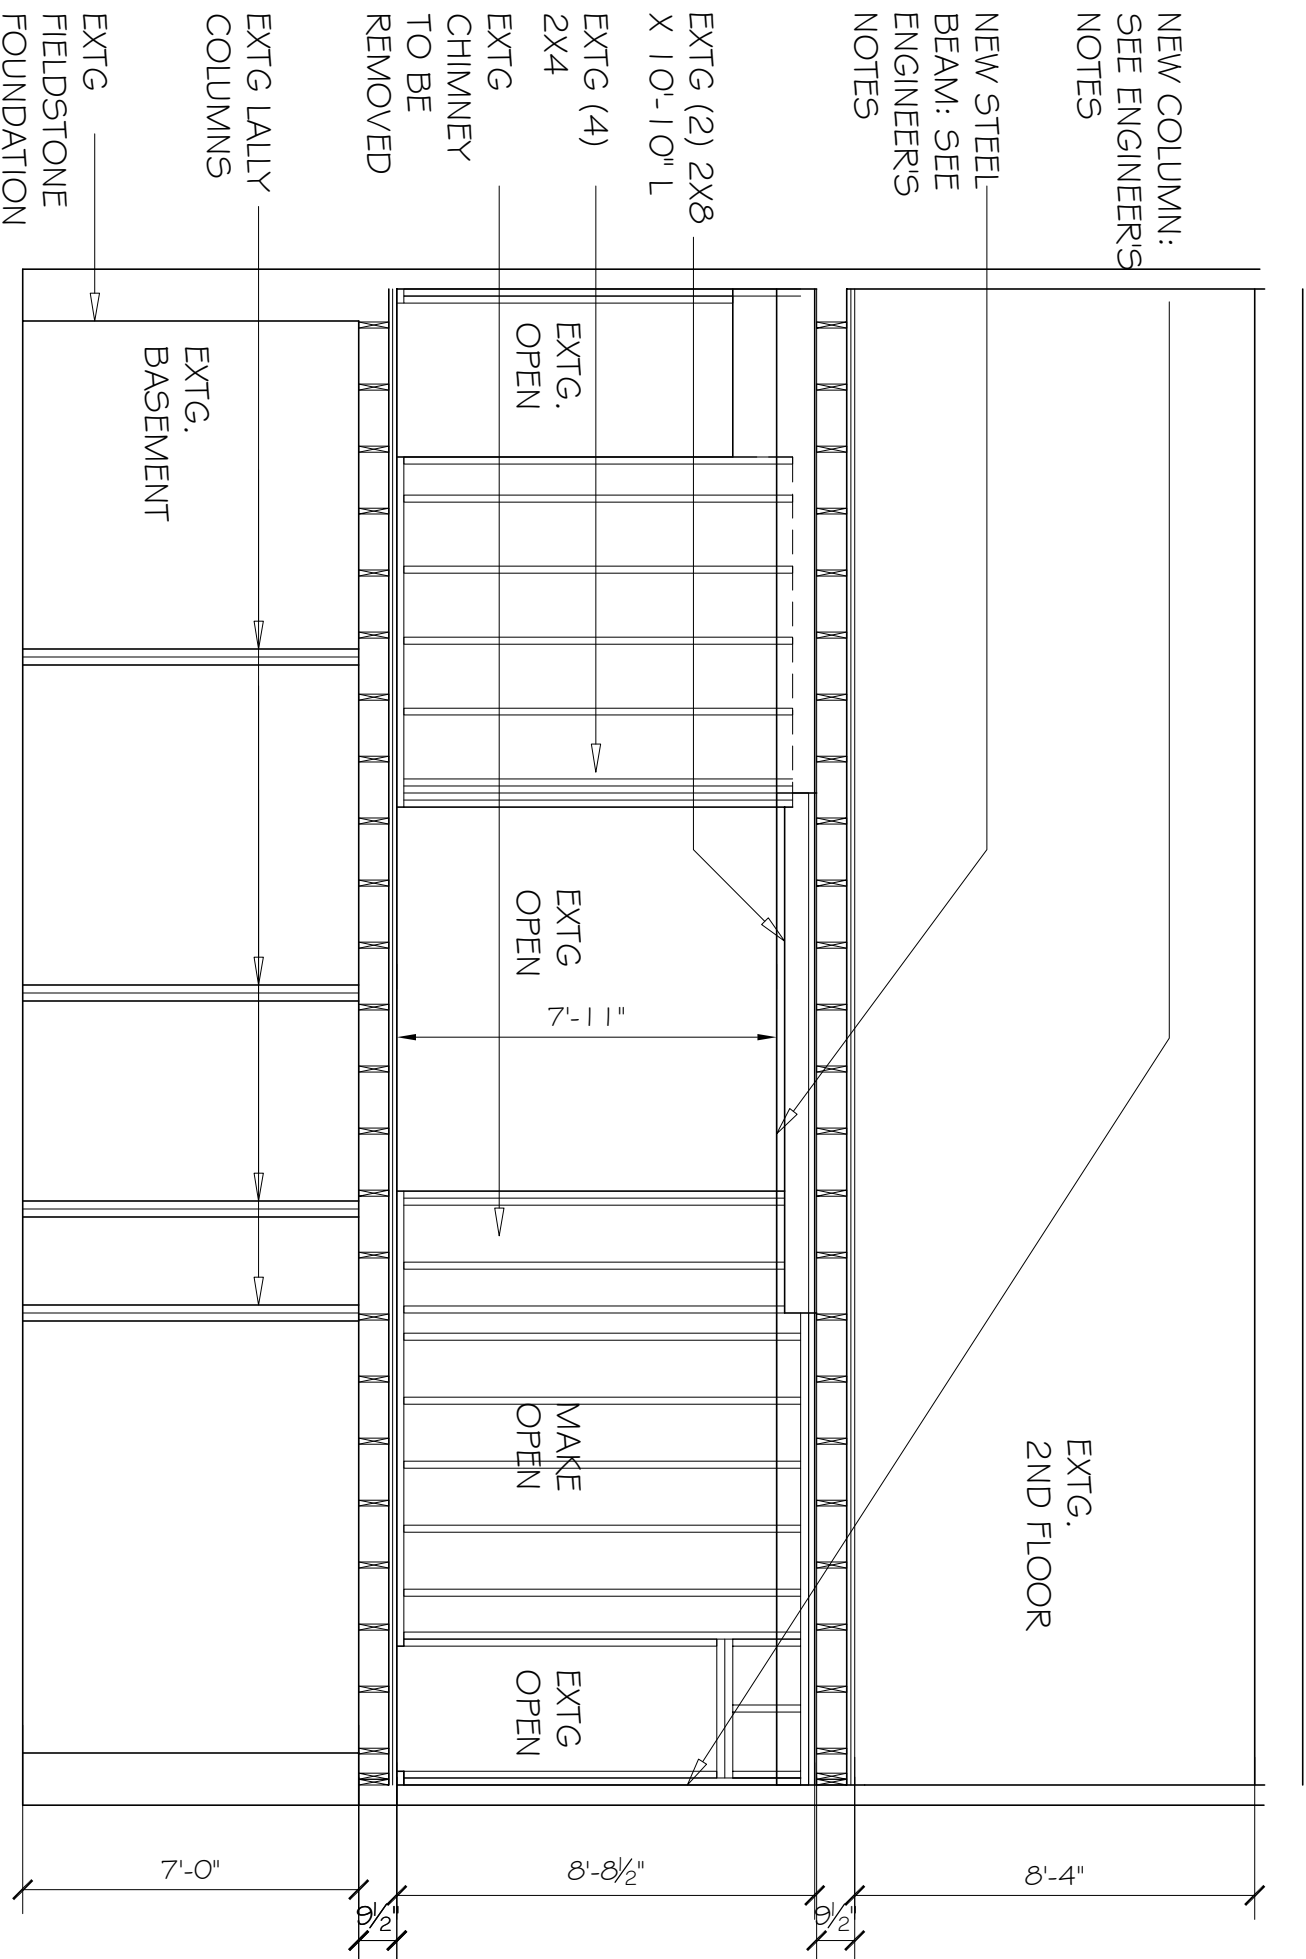 NEW COLUMN:
SEE ENGINEER'S
NOTES
NEW STEEL
BEAM: SEE
ENGINEER'S
NOTES
EXTG (2) 2X8
X 10'-10" L
EXTG (4)
2X4
EXTG
CHIMNEY
TO BE
REMOVED
EXTG LALLY
COLUMNS
EXTG
FIELDSTONE
FOUNDATION
EXTG.
2ND FLOOR
EXTG.
OPEN
EXTG
OPEN
7'-11"
MAKE
OPEN
EXTG
OPEN
EXTG.
BASEMENT
8'-4"
9½"
8'-8½"
9½"
7'-0"